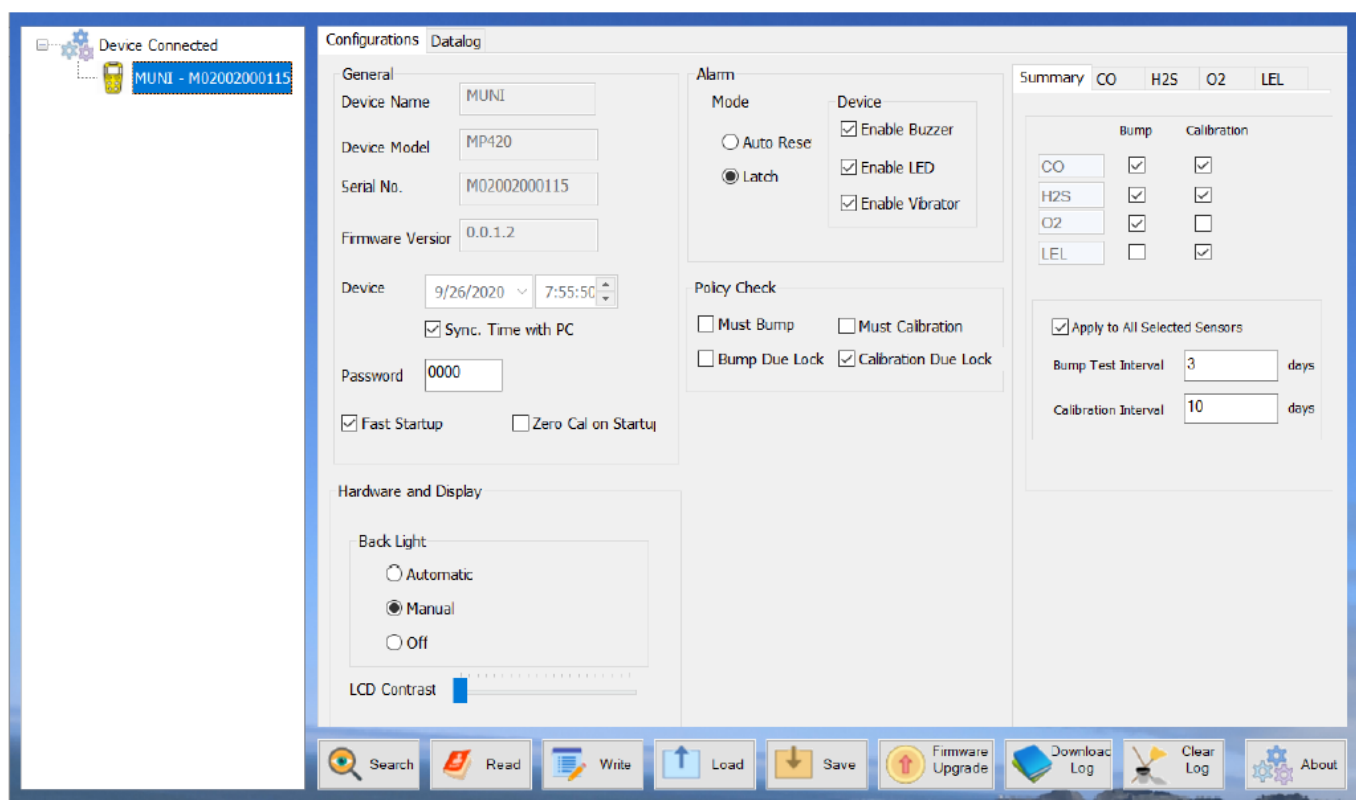 Device Connected
MUNI - M02002000115
Configurations Datalog
General
Device Name MUNI
Device Model MP420
Serial No. M02002000115
Firmware Versior 0.0.1.2
Device 9/26/2020 7:55:50
Sync. Time with PC
Password 0000
Fast Startup Zero Cal on Startup
Hardware and Display
Back Light
Automatic
Manual
Off
LCD Contrast
Alarm
Mode
Auto Rese
Latch
Device
Enable Buzzer
Enable LED
Enable Vibrator
Policy Check
Must Bump Must Calibration
Bump Due Lock Calibration Due Lock
Summary CO H2S O2 LEL
Bump Calibration
CO
H2S
O2
LEL
Apply to All Selected Sensors
Bump Test Interval 3 days
Calibration Interval 10 days
Search
Read
Write
Load
Save
Firmware
Upgrade
Download
Log
Clear
Log
About